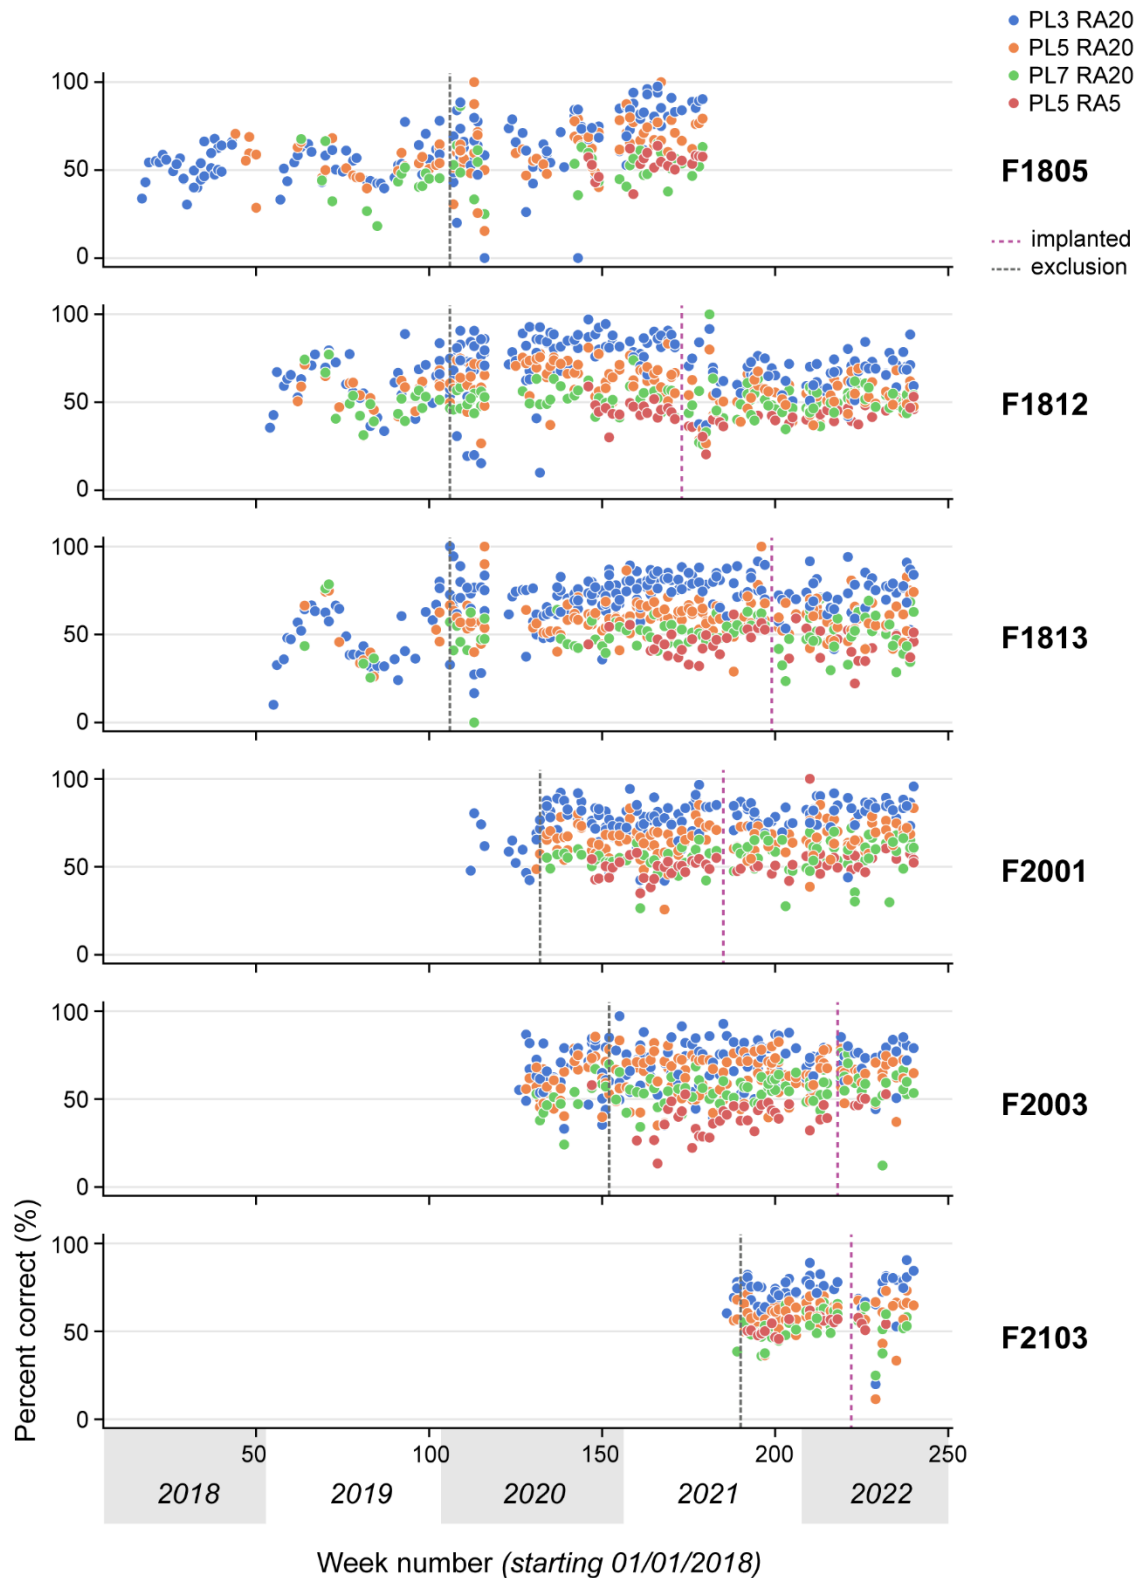 PL3 RA20
PL5 RA20
PL7 RA20
PL5 RA5
100
50
0
F1805
implanted
exclusion
100
50
0
F1812
100
50
0
F1813
100
50
0
F2001
100
50
0
F2003
100
50
0
F2103
Percent correct (%)
50 100 150 200 250
2018 2019 2020 2021 2022
Week number (starting 01/01/2018)